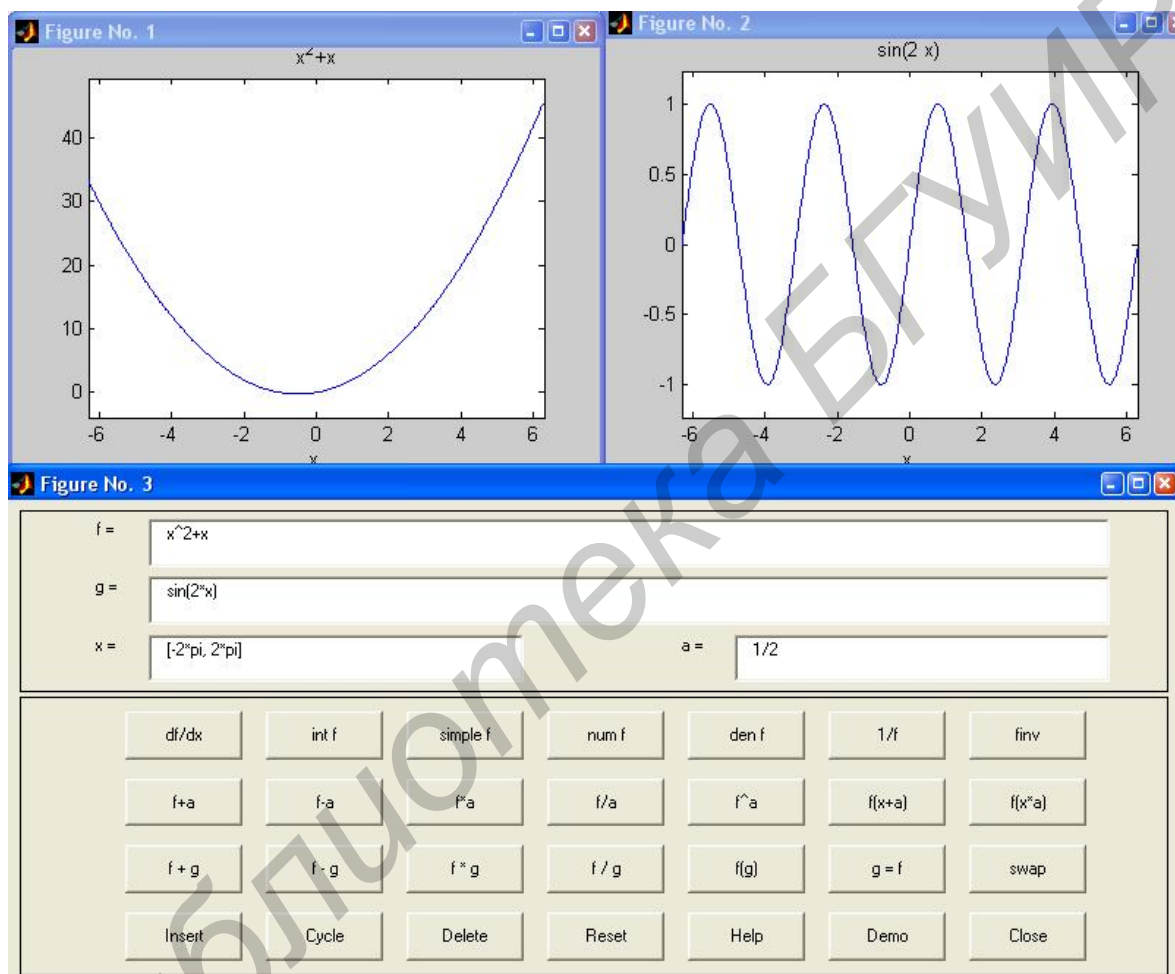 Figure No. 1
x²+x
40
30
20
10
0
-6 -4 -2 0 2 4 6
x
Figure No. 2
sin(2 x)
1
0.5
0
-0.5
-1
-6 -4 -2 0 2 4 6
x
Figure No. 3
f = x^2+x
g = sin(2*x)
x = [-2*pi, 2*pi] a = 1/2
df/dx int f simple f num f den f 1/f finv
f+a f-a f*a f/a f^a f(x+a) f(x*a)
f + g f - g f * g f / g f(g) g = f swap
Insert Cycle Delete Reset Help Demo Close
блиотека БГУИР